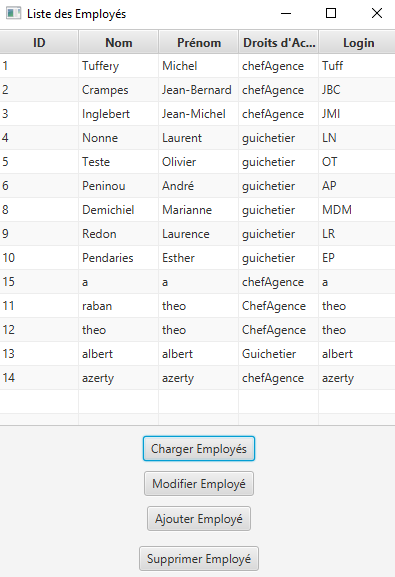 Liste des Employés
ID Nom Prénom Droits d'Ac... Login
1 Tuffery Michel chefAgence Tuff
2 Crampes Jean-Bernard chefAgence JBC
3 Inglebert Jean-Michel chefAgence JMI
4 Nonne Laurent guichetier LN
5 Teste Olivier guichetier OT
6 Peninou André guichetier AP
8 Demichiel Marianne guichetier MDM
9 Redon Laurence guichetier LR
10 Pendaries Esther guichetier EP
15 a a chefAgence a
11 raban theo ChefAgence theo
12 theo theo ChefAgence theo
13 albert albert Guichetier albert
14 azerty azerty chefAgence azerty
Charger Employés
Modifier Employé
Ajouter Employé
Supprimer Employé